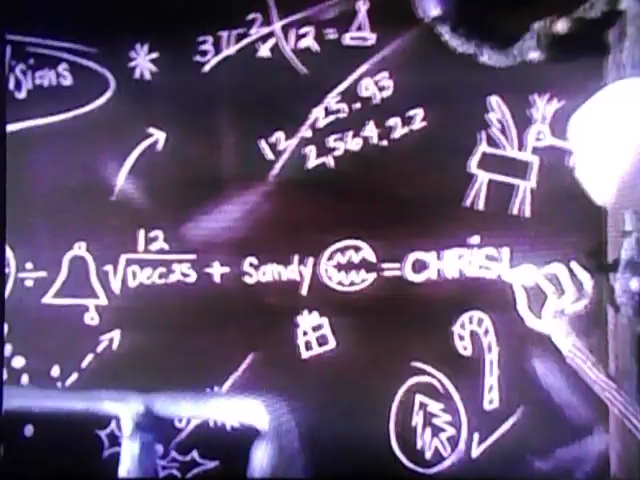 3π² × 12 =
isions *
12.25.93
2,564.22
) ÷ √ 12
Dec 25 + Sandy = CHRIS